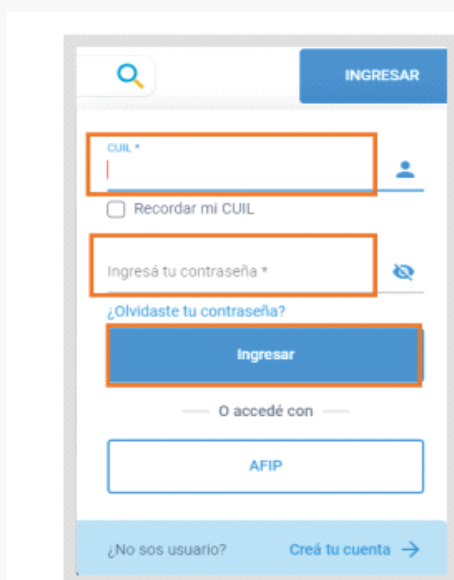 INGRESAR
CUIL *
Recordar mi CUIL
Ingresá tu contraseña *
¿Olvidaste tu contraseña?
Ingresar
O accedé con
AFIP
¿No sos usuario? Creá tu cuenta →